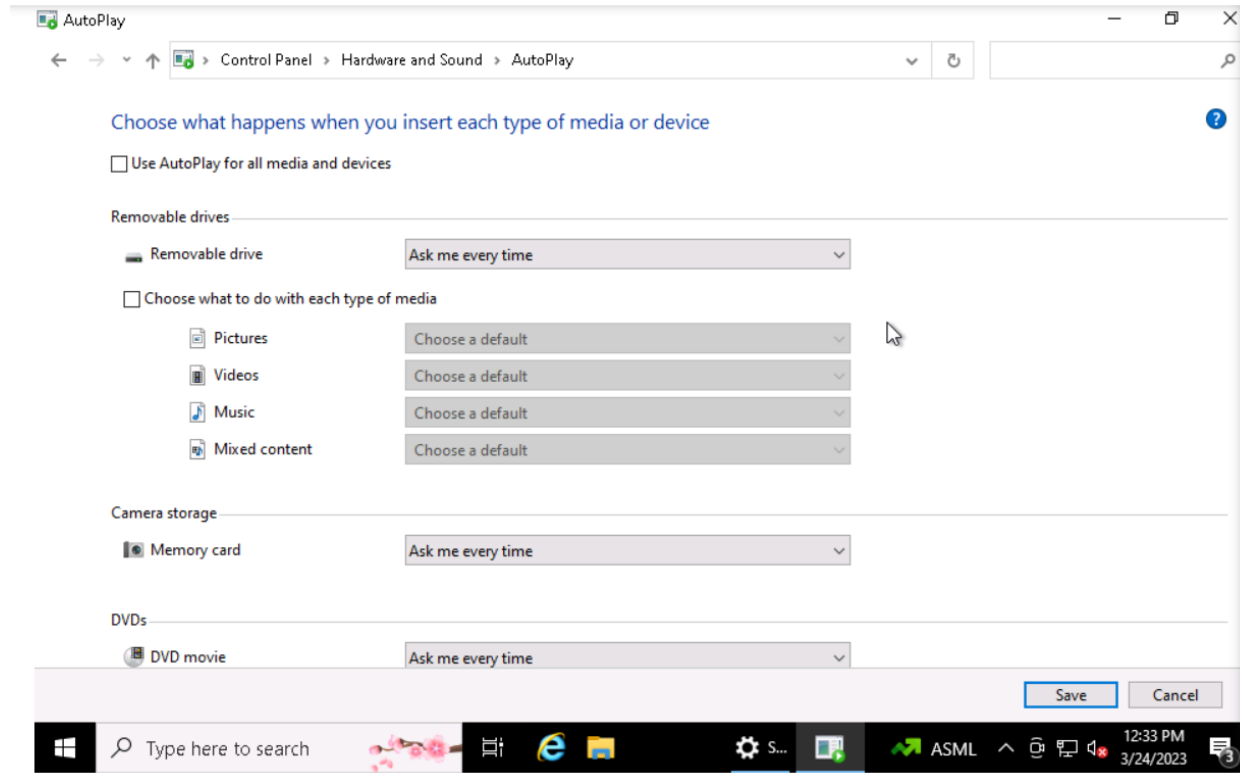 AutoPlay
Control Panel > Hardware and Sound > AutoPlay
Choose what happens when you insert each type of media or device
?
Use AutoPlay for all media and devices
Removable drives
Removable drive Ask me every time
Choose what to do with each type of media
Pictures Choose a default
Videos Choose a default
Music Choose a default
Mixed content Choose a default
Camera storage
Memory card Ask me every time
DVDs
DVD movie Ask me every time
Save Cancel
Type here to search S... ASML 12:33 PM
3/24/2023 3